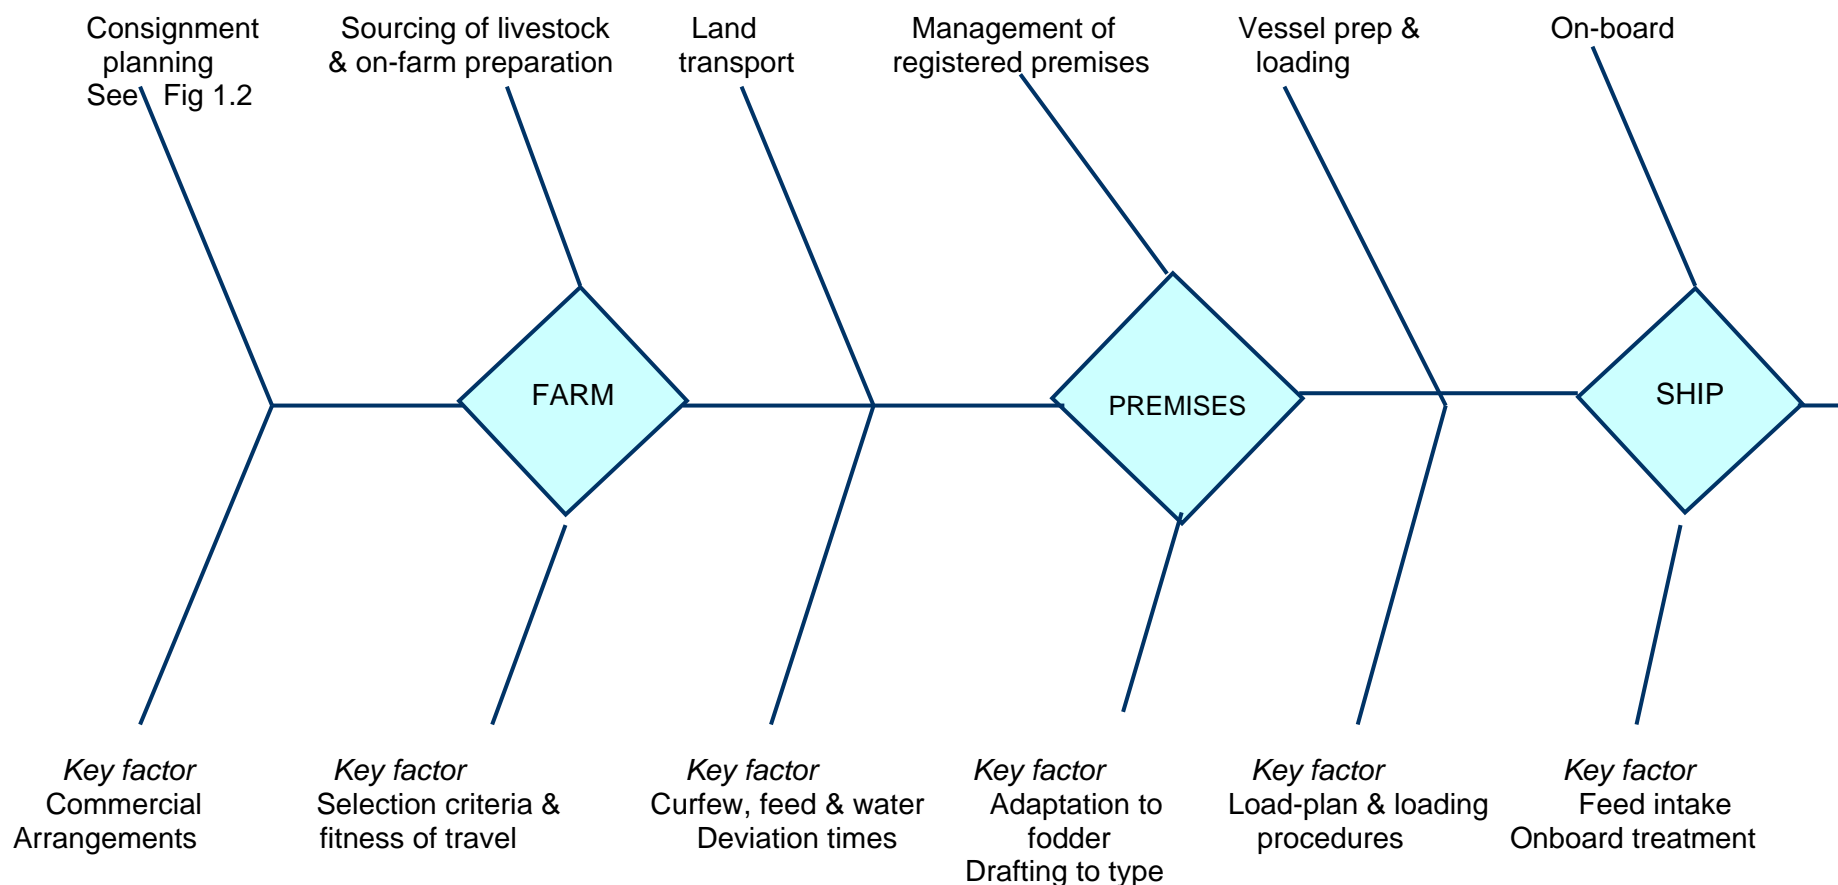 Consignment
planning
See Fig 1.2
Sourcing of livestock
& on-farm preparation
Land
transport
Management of
registered premises
Vessel prep &
loading
On-board
FARM
PREMISES
SHIP
Key factor
Commercial
Arrangements
Key factor
Selection criteria &
fitness of travel
Key factor
Curfew, feed & water
Deviation times
Key factor
Adaptation to
fodder
Drafting to type
Key factor
Load-plan & loading
procedures
Key factor
Feed intake
Onboard treatment